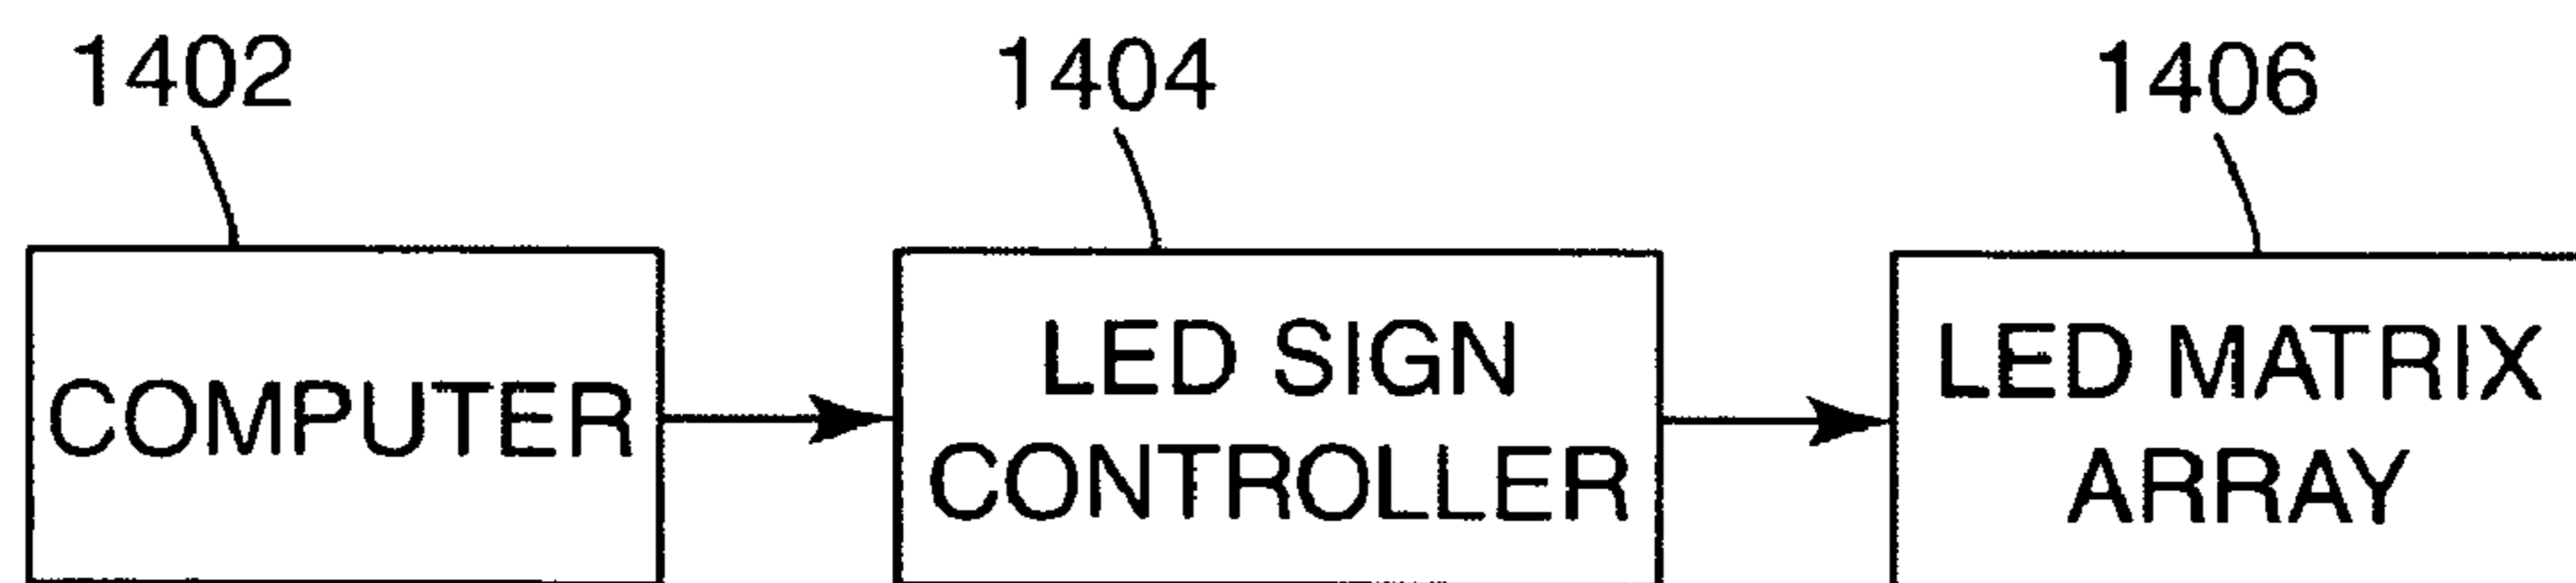 1402
1404
1406
COMPUTER
LED SIGN
CONTROLLER
LED MATRIX
ARRAY